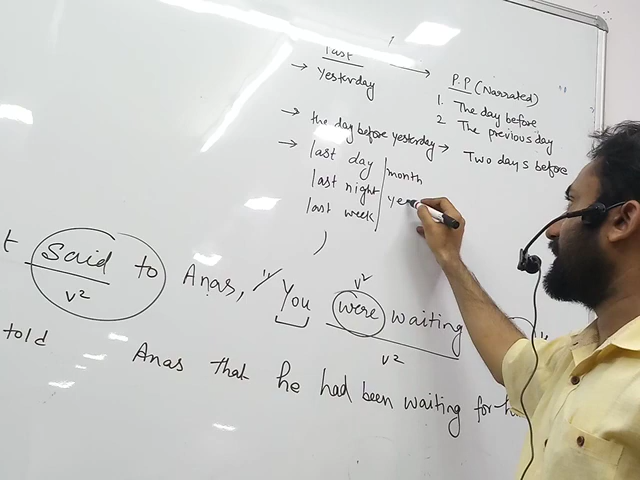 last
→ yesterday → P.P (Narrated)
1. The day before
2 The previous day
→ the day before yesterday → Two days before
→ last day month
last night ye
last week
said to Anas, " You were waiting "
v² v² v²
told Anas that he had been waiting for